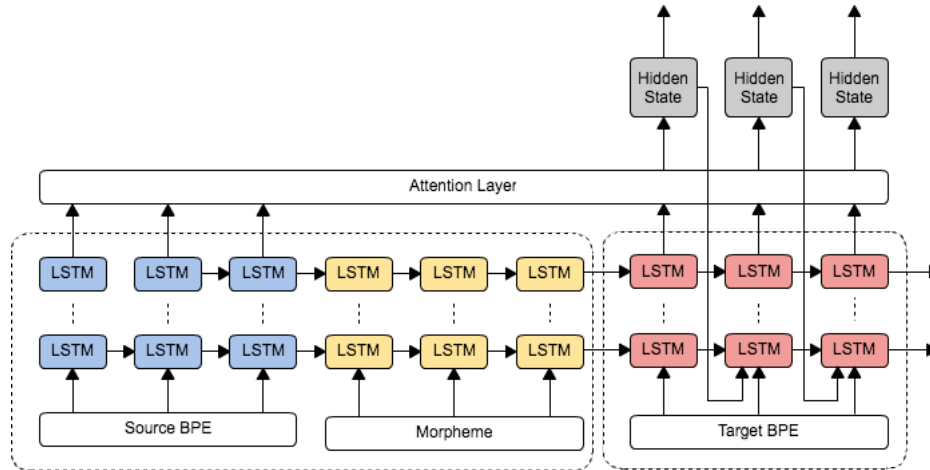 Hidden
State
Hidden
State
Hidden
State
Attention Layer
LSTM LSTM LSTM LSTM LSTM LSTM LSTM LSTM LSTM
LSTM LSTM LSTM LSTM LSTM LSTM LSTM LSTM LSTM
Source BPE Morpheme Target BPE